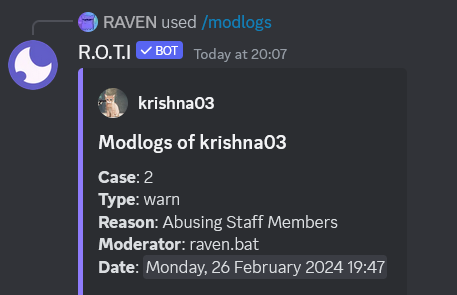 RAVEN used /modlogs
R.O.T.I ✓ BOT Today at 20:07
krishna03
Modlogs of krishna03
Case: 2
Type: warn
Reason: Abusing Staff Members
Moderator: raven.bat
Date: Monday, 26 February 2024 19:47